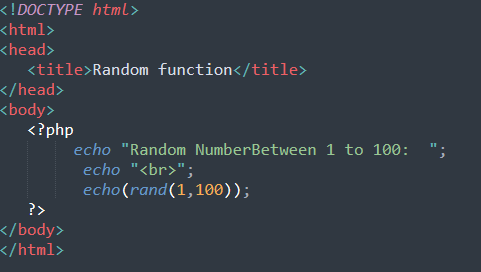 <!DOCTYPE html>
<html>
<head>
<title>Random function</title>
</head>
<body>
<?php
echo "Random NumberBetween 1 to 100:  ";
echo "<br>";
echo(rand(1,100));
?>
</body>
</html>